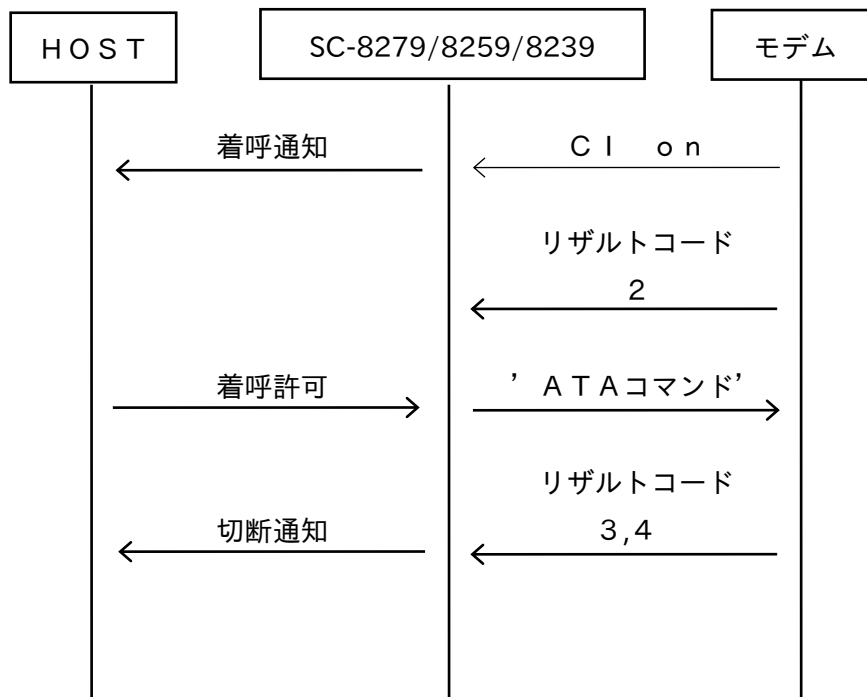 ＨＯＳＴ
SC-8279/8259/8239
モデム
着呼通知
ＣＩ　ｏｎ
リザルトコード
２
着呼許可
’ＡＴＡコマンド’
リザルトコード
切断通知
３,４